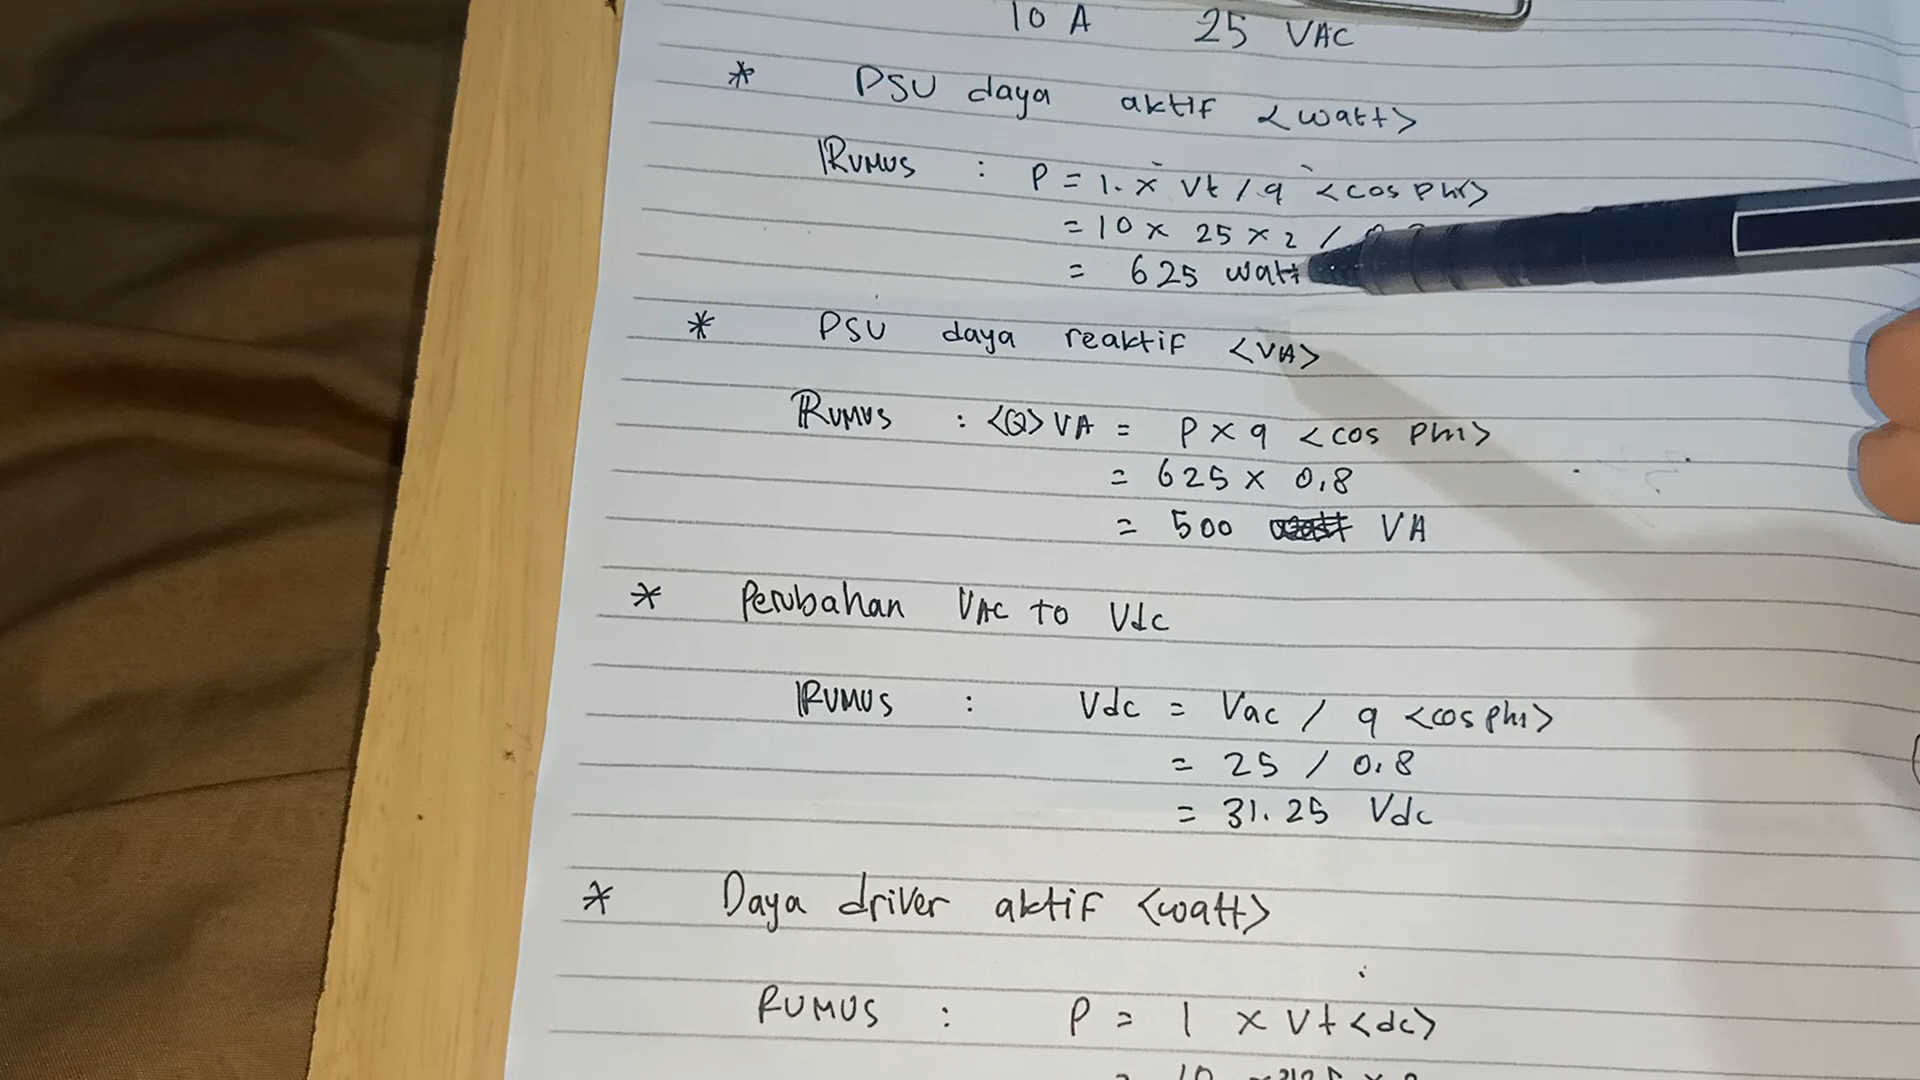 10 A 25 VAC
* PSU daya aktif <watt>
RUMUS : P = 1. x Vt / q <cos phi>
= 10 x 25 x 2 /
= 625 watt
* PSU daya reaktif <VA>
RUMUS : <Q> VA = P x q <cos phi>
= 625 x 0,8
= 500 VA
* Perubahan VAC to Vdc
RUMUS : Vdc = Vac / q <cos phi>
= 25 / 0.8
= 31.25 Vdc
* Daya driver aktif <watt>
RUMUS : P = 1 x Vt <dc>